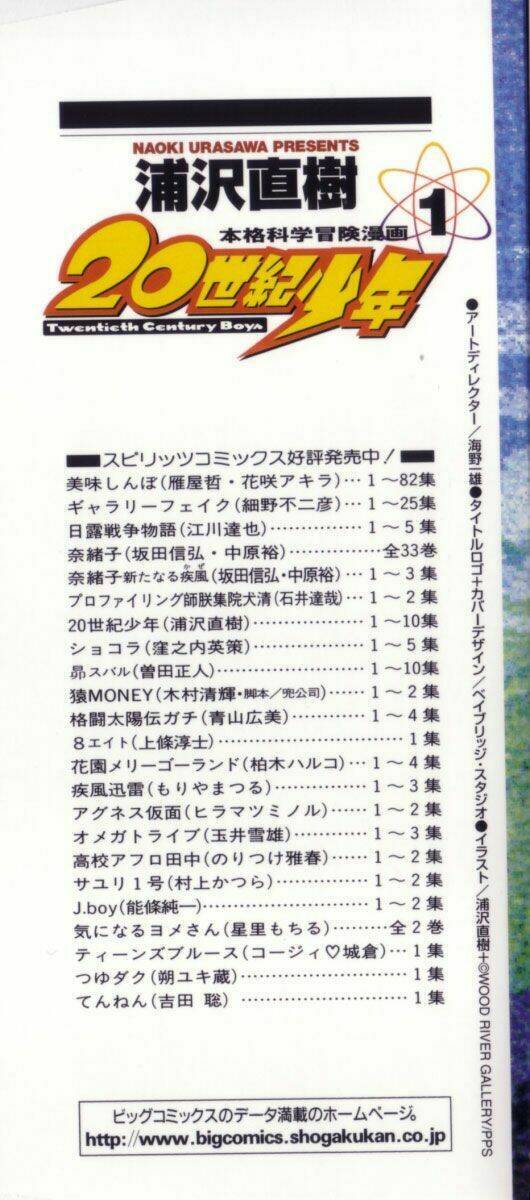 NAOKI URASAWA PRESENTS
浦沢直樹
本格科学冒険漫画
1
20世紀少年
Twentieth Century Boys
スピリッツコミックス好評発売中!
美味しんぼ(雁屋哲・花咲アキラ)… 1 〜82集
ギャラリーフェイク(細野不二彦)… 1 〜25集
日露戦争物語(江川達也)…………… 1 〜 5 集
奈緒子(坂田信弘・中原裕)……………全33巻
奈緒子新たなる疾風(坂田信弘・中原裕)… 1 〜 3 集
かぜ
プロファイリング師朕集院犬清(石井達哉)… 1 〜 2 集
20世紀少年(浦沢直樹)……………… 1 〜10集
ショコラ(窪之内英策)……………… 1 〜 5 集
昴スバル(曽田正人)………………… 1 〜10集
猿MONEY(木村清輝・脚本/兜公司)… 1 〜 2 集
格闘太陽伝ガチ(青山広美)………… 1 〜 4 集
8エイト(上條淳士)……………………… 1 集
花園メリーゴーランド(柏木ハルコ)… 1 〜 4 集
疾風迅雷(もりやまつる)…………… 1 〜 3 集
アグネス仮面(ヒラマツミノル)…… 1 〜 2 集
オメガトライブ(玉井雪雄)………… 1 〜 3 集
高校アフロ田中(のりつけ雅春)…… 1 〜 2 集
サユリ1号(村上かつら)…………… 1 〜 2 集
J.boy(能條純一)…………………… 1 〜 2 集
気になるヨメさん(星里もちる)………全 2 巻
ティーンズブルース(コージィ♡城倉)… 1 集
つゆダク(朔ユキ蔵)…………………… 1 集
てんねん(吉田 聡)…………………… 1 集
ビッグコミックスのデータ満載のホームページ。
http://www.bigcomics.shogakukan.co.jp
●アートディレクター/海野一雄●タイトルロゴ+カバーデザイン/ベイブリッジ・スタジオ●イラスト/浦沢直樹+©WOOD RIVER GALLERY/PPS